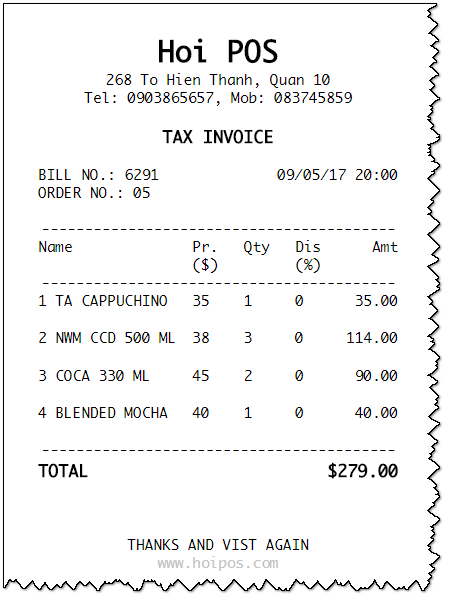 Hoi POS
268 To Hien Thanh, Quan 10
Tel: 0903865657, Mob: 083745859
TAX INVOICE
BILL NO.: 6291 09/05/17 20:00
ORDER NO.: 05
Name Pr. Qty Dis Amt
($) (%)
1 TA CAPPUCHINO 35 1 0 35.00
2 NWM CCD 500 ML 38 3 0 114.00
3 COCA 330 ML 45 2 0 90.00
4 BLENDED MOCHA 40 1 0 40.00
TOTAL $279.00
THANKS AND VIST AGAIN
www.hoipos.com